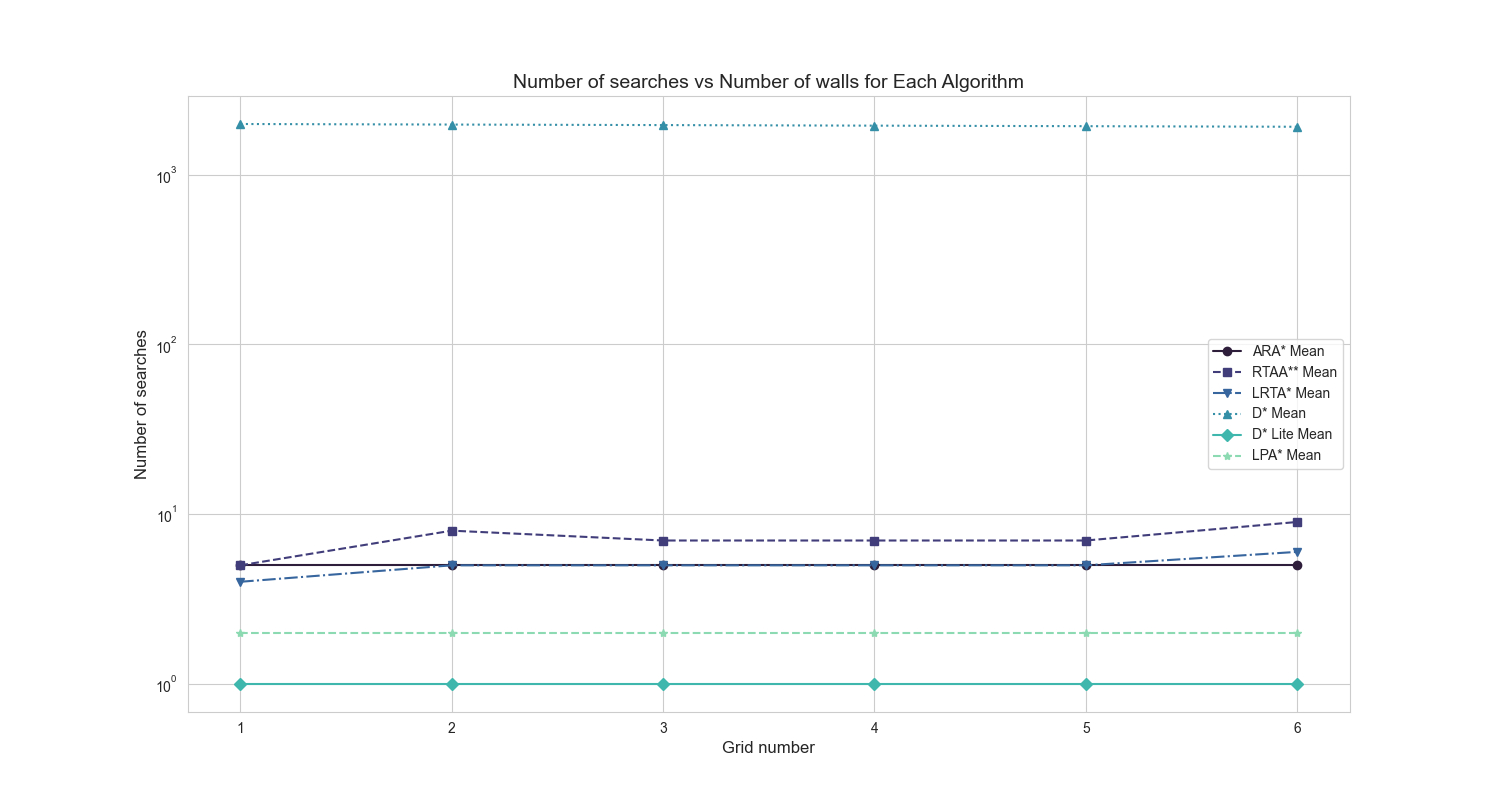 Number of searches vs Number of walls for Each Algorithm
Number of searches
10³
10²
10¹
10⁰
ARA* Mean
RTAA** Mean
LRTA* Mean
D* Mean
D* Lite Mean
LPA* Mean
1 2 3 4 5 6
Grid number